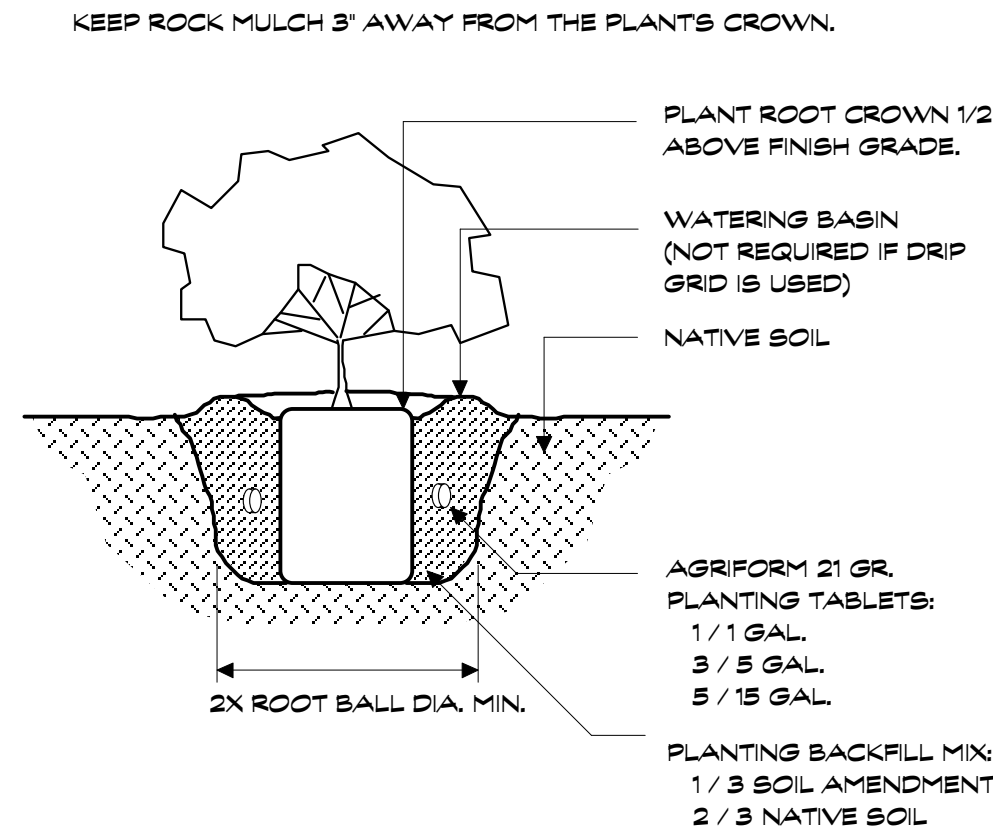 KEEP ROCK MULCH 3" AWAY FROM THE PLANT'S CROWN.
PLANT ROOT CROWN 1/2
ABOVE FINISH GRADE.
WATERING BASIN
(NOT REQUIRED IF DRIP
GRID IS USED)
NATIVE SOIL
AGRIFORM 21 GR.
PLANTING TABLETS:
1 / 1 GAL.
3 / 5 GAL.
5 / 15 GAL.
2X ROOT BALL DIA. MIN.
PLANTING BACKFILL MIX:
1 / 3 SOIL AMENDMENT
2 / 3 NATIVE SOIL